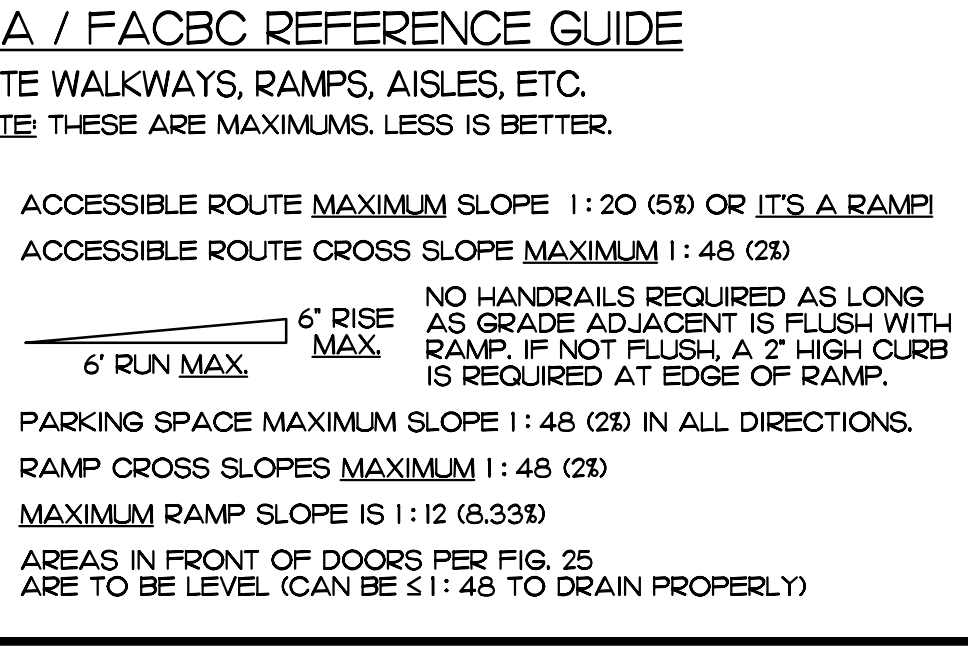 A / FACBC REFERENCE GUIDE
TE WALKWAYS, RAMPS, AISLES, ETC.
TE: THESE ARE MAXIMUMS. LESS IS BETTER.
ACCESSIBLE ROUTE MAXIMUM SLOPE 1:20 (5%) OR IT'S A RAMP!
ACCESSIBLE ROUTE CROSS SLOPE MAXIMUM 1:48 (2%)
6" RISE
MAX.
6' RUN MAX.
NO HANDRAILS REQUIRED AS LONG
AS GRADE ADJACENT IS FLUSH WITH
RAMP. IF NOT FLUSH, A 2" HIGH CURB
IS REQUIRED AT EDGE OF RAMP.
PARKING SPACE MAXIMUM SLOPE 1:48 (2%) IN ALL DIRECTIONS.
RAMP CROSS SLOPES MAXIMUM 1:48 (2%)
MAXIMUM RAMP SLOPE IS 1:12 (8.33%)
AREAS IN FRONT OF DOORS PER FIG. 25
ARE TO BE LEVEL (CAN BE ≤1:48 TO DRAIN PROPERLY)